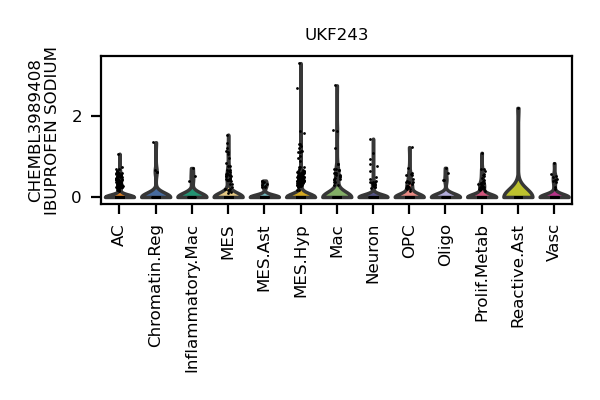 UKF243
CHEMBL3989408
IBUPROFEN SODIUM
2
0
AC
Chromatin.Reg
Inflammatory.Mac
MES
MES.Ast
MES.Hyp
Mac
Neuron
OPC
Oligo
Prolif.Metab
Reactive.Ast
Vasc